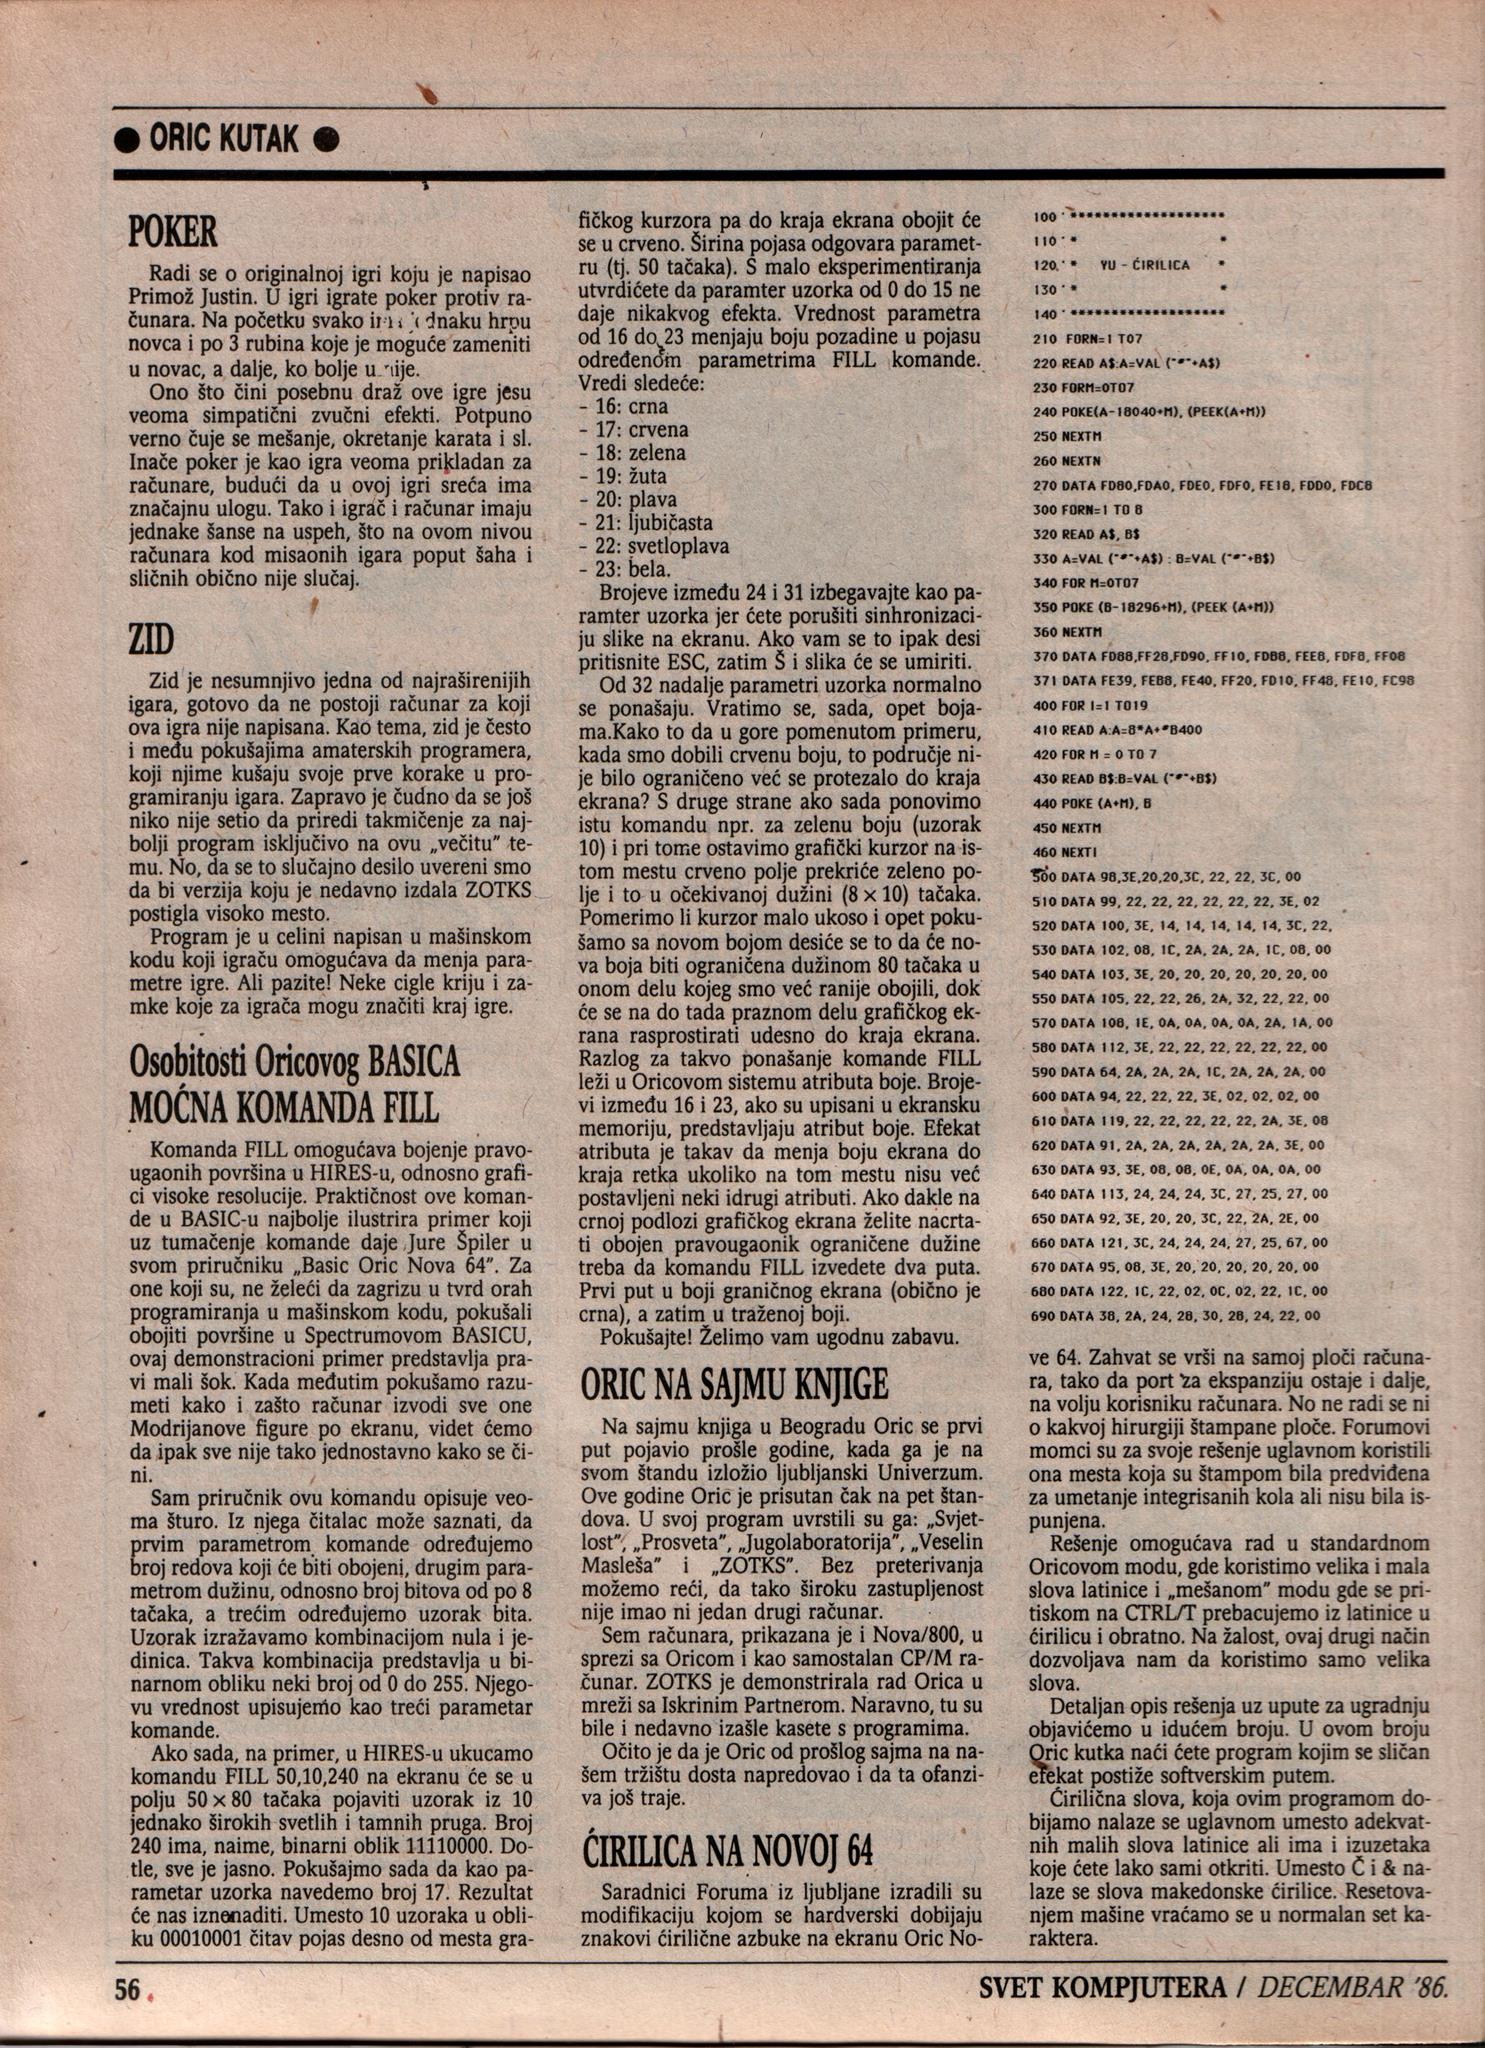 ● ORIC KUTAK ●
POKER
Radi se o originalnoj igri koju je napisao
Primož Justin. U igri igrate poker protiv ra-
čunara. Na početku svako hrpu
novca i po 3 rubina koje je moguće zameniti
u novac, a dalje, ko bolje
Ono što čini posebnu draž ove igre jesu
veoma simpatični zvučni efekti. Potpuno
verno čuje se mešanje, okretanje karata i sl.
Inače poker je kao igra veoma prikladan za
računare, budući da u ovoj igri sreća ima
značajnu ulogu. Tako i igrač i računar imaju
jednake šanse na uspeh, što na ovom nivou
računara kod misaonih igara poput šaha i
sličnih obično nije slučaj.
ZID
Zid je nesumnjivo jedna od najraširenijih
igara, gotovo da ne postoji računar za koji
ova igra nije napisana. Kao tema, zid je često
i među pokušajima amaterskih programera,
koji njime kušaju svoje prve korake u pro-
gramiranju igara. Zapravo je čudno da se još
niko nije setio da priredi takmičenje za naj-
bolji program isključivo na ovu „večitu" te-
mu. No, da se to slučajno desilo uvereni smo
da bi verzija koju je nedavno izdala ZOTKS
postigla visoko mesto.
Program je u celini napisan u mašinskom
kodu koji igraču omogućava da menja para-
metre igre. Ali pazite! Neke cigle kriju i za-
mke koje za igrača mogu značiti kraj igre.
Osobitosti Oricovog BASICA
MOĆNA KOMANDA FILL
Komanda FILL omogućava bojenje pravo-
ugaonih površina u HIRES-u, odnosno grafi-
ci visoke resolucije. Praktičnost ove koman-
de u BASIC-u najbolje ilustrira primer koji
uz tumačenje komande daje Jure Špiler u
svom priručniku „Basic Oric Nova 64". Za
one koji su, ne želeći da zagrizu u tvrd orah
programiranja u mašinskom kodu, pokušali
obojiti površine u Spectrumovom BASICU,
ovaj demonstracioni primer predstavlja pra-
vi mali šok. Kada međutim pokušamo razu-
meti kako i zašto računar izvodi sve one
Modrijanove figure po ekranu, videt ćemo
da ipak sve nije tako jednostavno kako se či-
ni.
Sam priručnik ovu komandu opisuje veo-
ma šturo. Iz njega čitalac može saznati, da
prvim parametrom komande određujemo
broj redova koji će biti obojeni, drugim para-
metrom dužinu, odnosno broj bitova od po 8
tačaka, a trećim određujemo uzorak bita.
Uzorak izražavamo kombinacijom nula i je-
dinica. Takva kombinacija predstavlja u bi-
narnom obliku neki broj od 0 do 255. Njego-
vu vrednost upisujemo kao treći parametar
komande.
Ako sada, na primer, u HIRES-u ukucamo
komandu FILL 50,10,240 na ekranu će se u
polju 50 × 80 tačaka pojaviti uzorak iz 10
jednako širokih svetlih i tamnih pruga. Broj
240 ima, naime, binarni oblik 11110000. Do-
tle, sve je jasno. Pokušajmo sada da kao pa-
rametar uzorka navedemo broj 17. Rezultat
će nas iznenaditi. Umesto 10 uzoraka u obli-
ku 00010001 čitav pojas desno od mesta gra-
fičkog kurzora pa do kraja ekrana obojit će
se u crveno. Širina pojasa odgovara paramet-
ru (tj. 50 tačaka). S malo eksperimentiranja
utvrdićete da paramter uzorka od 0 do 15 ne
daje nikakvog efekta. Vrednost parametra
od 16 do 23 menjaju boju pozadine u pojasu
određenom parametrima FILL komande.
Vredi sledeće:
- 16: crna
- 17: crvena
- 18: zelena
- 19: žuta
- 20: plava
- 21: ljubičasta
- 22: svetloplava
- 23: bela.
Brojeve između 24 i 31 izbegavajte kao pa-
ramter uzorka jer ćete porušiti sinhronizaci-
ju slike na ekranu. Ako vam se to ipak desi
pritisnite ESC, zatim Š i slika će se umiriti.
Od 32 nadalje parametri uzorka normalno
se ponašaju. Vratimo se, sada, opet boja-
ma.Kako to da u gore pomenutom primeru,
kada smo dobili crvenu boju, to područje ni-
je bilo ograničeno već se protezalo do kraja
ekrana? S druge strane ako sada ponovimo
istu komandu npr. za zelenu boju (uzorak
10) i pri tome ostavimo grafički kurzor na is-
tom mestu crveno polje prekriće zeleno po-
lje i to u očekivanoj dužini (8 × 10) tačaka.
Pomerimo li kurzor malo ukoso i opet poku-
šamo sa novom bojom desiće se to da će no-
va boja biti ograničena dužinom 80 tačaka u
onom delu kojeg smo već ranije obojili, dok
će se na do tada praznom delu grafičkog ek-
rana rasprostirati udesno do kraja ekrana.
Razlog za takvo ponašanje komande FILL
leži u Oricovom sistemu atributa boje. Broje-
vi između 16 i 23, ako su upisani u ekransku
memoriju, predstavljaju atribut boje. Efekat
atributa je takav da menja boju ekrana do
kraja retka ukoliko na tom mestu nisu već
postavljeni neki idrugi atributi. Ako dakle na
crnoj podlozi grafičkog ekrana želite nacrta-
ti obojen pravougaonik ograničene dužine
treba da komandu FILL izvedete dva puta.
Prvi put u boji graničnog ekrana (obično je
crna), a zatim u traženoj boji.
Pokušajte! Želimo vam ugodnu zabavu.
ORIC NA SAJMU KNJIGE
Na sajmu knjiga u Beogradu Oric se prvi
put pojavio prošle godine, kada ga je na
svom štandu izložio ljubljanski Univerzum.
Ove godine Oric je prisutan čak na pet štan-
dova. U svoj program uvrstili su ga: „Svjet-
lost", „Prosveta", „Jugolaboratorija", „Veselin
Masleša" i „ZOTKS". Bez preterivanja
možemo reći, da tako široku zastupljenost
nije imao ni jedan drugi računar.
Sem računara, prikazana je i Nova/800, u
sprezi sa Oricom i kao samostalan CP/M ra-
čunar. ZOTKS je demonstrirala rad Orica u
mreži sa Iskrinim Partnerom. Naravno, tu su
bile i nedavno izašle kasete s programima.
Očito je da je Oric od prošlog sajma na na-
šem tržištu dosta napredovao i da ta ofanzi-
va još traje.
ĆIRILICA NA NOVOJ 64
Saradnici Foruma iz ljubljane izradili su
modifikaciju kojom se hardverski dobijaju
znakovi ćirilične azbuke na ekranu Oric No-
100 ' *******************
110 ' * *
120 ' * YU - ĆIRILICA *
130 ' * *
140 ' *******************
210 FORN=1 TO7
220 READ A$:A=VAL ("#"+A$)
230 FORM=0TO7
240 POKE(A-18040+M), (PEEK(A+M))
250 NEXTM
260 NEXTN
270 DATA FD80,FDA0, FDE0, FDF0, FE18, FDD0, FDC8
300 FORN=1 TO 8
320 READ A$, B$
330 A=VAL ("#"+A$) : B=VAL ("#"+B$)
340 FOR M=0TO7
350 POKE (B-18296+M), (PEEK (A+M))
360 NEXTM
370 DATA FD88,FF28,FD90, FF10, FDB8, FEE8, FDF8, FF08
371 DATA FE39, FEB8, FE40, FF20, FD10, FF48, FE10, FC98
400 FOR I=1 TO19
410 READ A:A=8*A+#B400
420 FOR M = 0 TO 7
430 READ B$:B=VAL ("#"+B$)
440 POKE (A+M), B
450 NEXTM
460 NEXTI
500 DATA 98,3E,20,20,3C, 22, 22, 3C, 00
510 DATA 99, 22, 22, 22, 22, 22, 22, 3E, 02
520 DATA 100, 3E, 14, 14, 14, 14, 14, 3C, 22,
530 DATA 102, 08, 1C, 2A, 2A, 2A, 1C, 08, 00
540 DATA 103, 3E, 20, 20, 20, 20, 20, 20, 00
550 DATA 105, 22, 22, 26, 2A, 32, 22, 22, 00
570 DATA 108, 1E, 0A, 0A, 0A, 0A, 2A, 1A, 00
580 DATA 112, 3E, 22, 22, 22, 22, 22, 22, 00
590 DATA 64, 2A, 2A, 2A, 1C, 2A, 2A, 2A, 00
600 DATA 94, 22, 22, 22, 3E, 02, 02, 02, 00
610 DATA 119, 22, 22, 22, 22, 22, 2A, 3E, 08
620 DATA 91, 2A, 2A, 2A, 2A, 2A, 2A, 3E, 00
630 DATA 93, 3E, 08, 08, 0E, 0A, 0A, 0A, 00
640 DATA 113, 24, 24, 24, 3C, 27, 25, 27, 00
650 DATA 92, 3E, 20, 20, 3C, 22, 2A, 2E, 00
660 DATA 121, 3C, 24, 24, 24, 27, 25, 67, 00
670 DATA 95, 08, 3E, 20, 20, 20, 20, 20, 00
680 DATA 122, 1C, 22, 02, 0C, 02, 22, 1C, 00
690 DATA 38, 2A, 24, 28, 30, 28, 24, 22, 00
ve 64. Zahvat se vrši na samoj ploči računa-
ra, tako da port za ekspanziju ostaje i dalje,
na volju korisniku računara. No ne radi se ni
o kakvoj hirurgiji štampane ploče. Forumovi
momci su za svoje rešenje uglavnom koristili
ona mesta koja su štampom bila predviđena
za umetanje integrisanih kola ali nisu bila is-
punjena.
Rešenje omogućava rad u standardnom
Oricovom modu, gde koristimo velika i mala
slova latinice i „mešanom" modu gde se pri-
tiskom na CTRL/T prebacujemo iz latinice u
ćirilicu i obratno. Na žalost, ovaj drugi način
dozvoljava nam da koristimo samo velika
slova.
Detaljan opis rešenja uz upute za ugradnju
objavićemo u idućem broju. U ovom broju
Oric kutka naći ćete program kojim se sličan
efekat postiže softverskim putem.
Ćirilična slova, koja ovim programom do-
bijamo nalaze se uglavnom umesto adekvat-
nih malih slova latinice ali ima i izuzetaka
koje ćete lako sami otkriti. Umesto Č i & na-
laze se slova makedonske ćirilice. Resetova-
njem mašine vraćamo se u normalan set ka-
raktera.
56
SVET KOMPJUTERA / DECEMBAR '86.